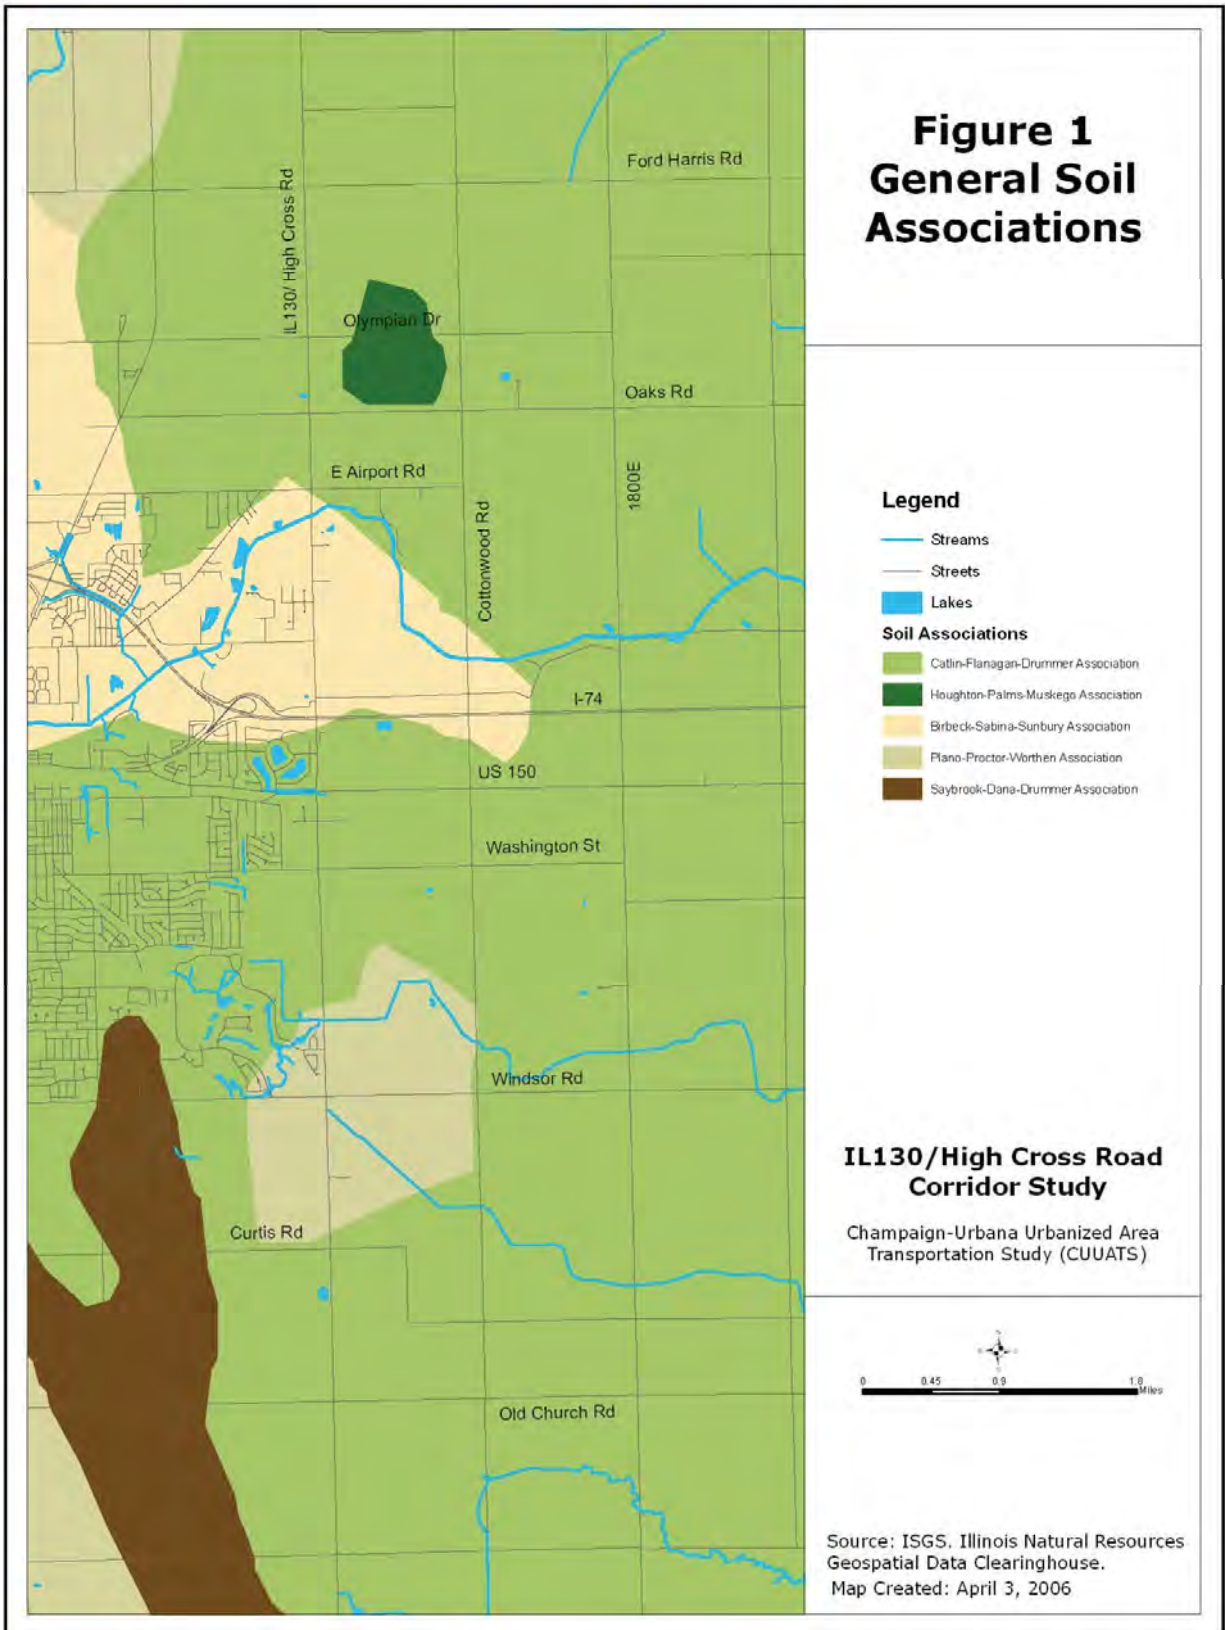 Figure 1
General Soil
Associations
Ford Harris Rd
IL130/ High Cross Rd
Olympian Dr
Oaks Rd
E Airport Rd
1800E
Cottonwood Rd
I-74
US 150
Washington St
Windsor Rd
Curtis Rd
Old Church Rd
Legend
Streams
Streets
Lakes
Soil Associations
Catlin-Flanagan-Drummer Association
Houghton-Palms-Muskego Association
Birbeck-Sabina-Sunbury Association
Plano-Proctor-Worthen Association
Saybrook-Dana-Drummer Association
IL130/High Cross Road
Corridor Study
Champaign-Urbana Urbanized Area
Transportation Study (CUUATS)
0 0.45 0.9 1.8
Miles
Source: ISGS. Illinois Natural Resources
Geospatial Data Clearinghouse.
Map Created: April 3, 2006